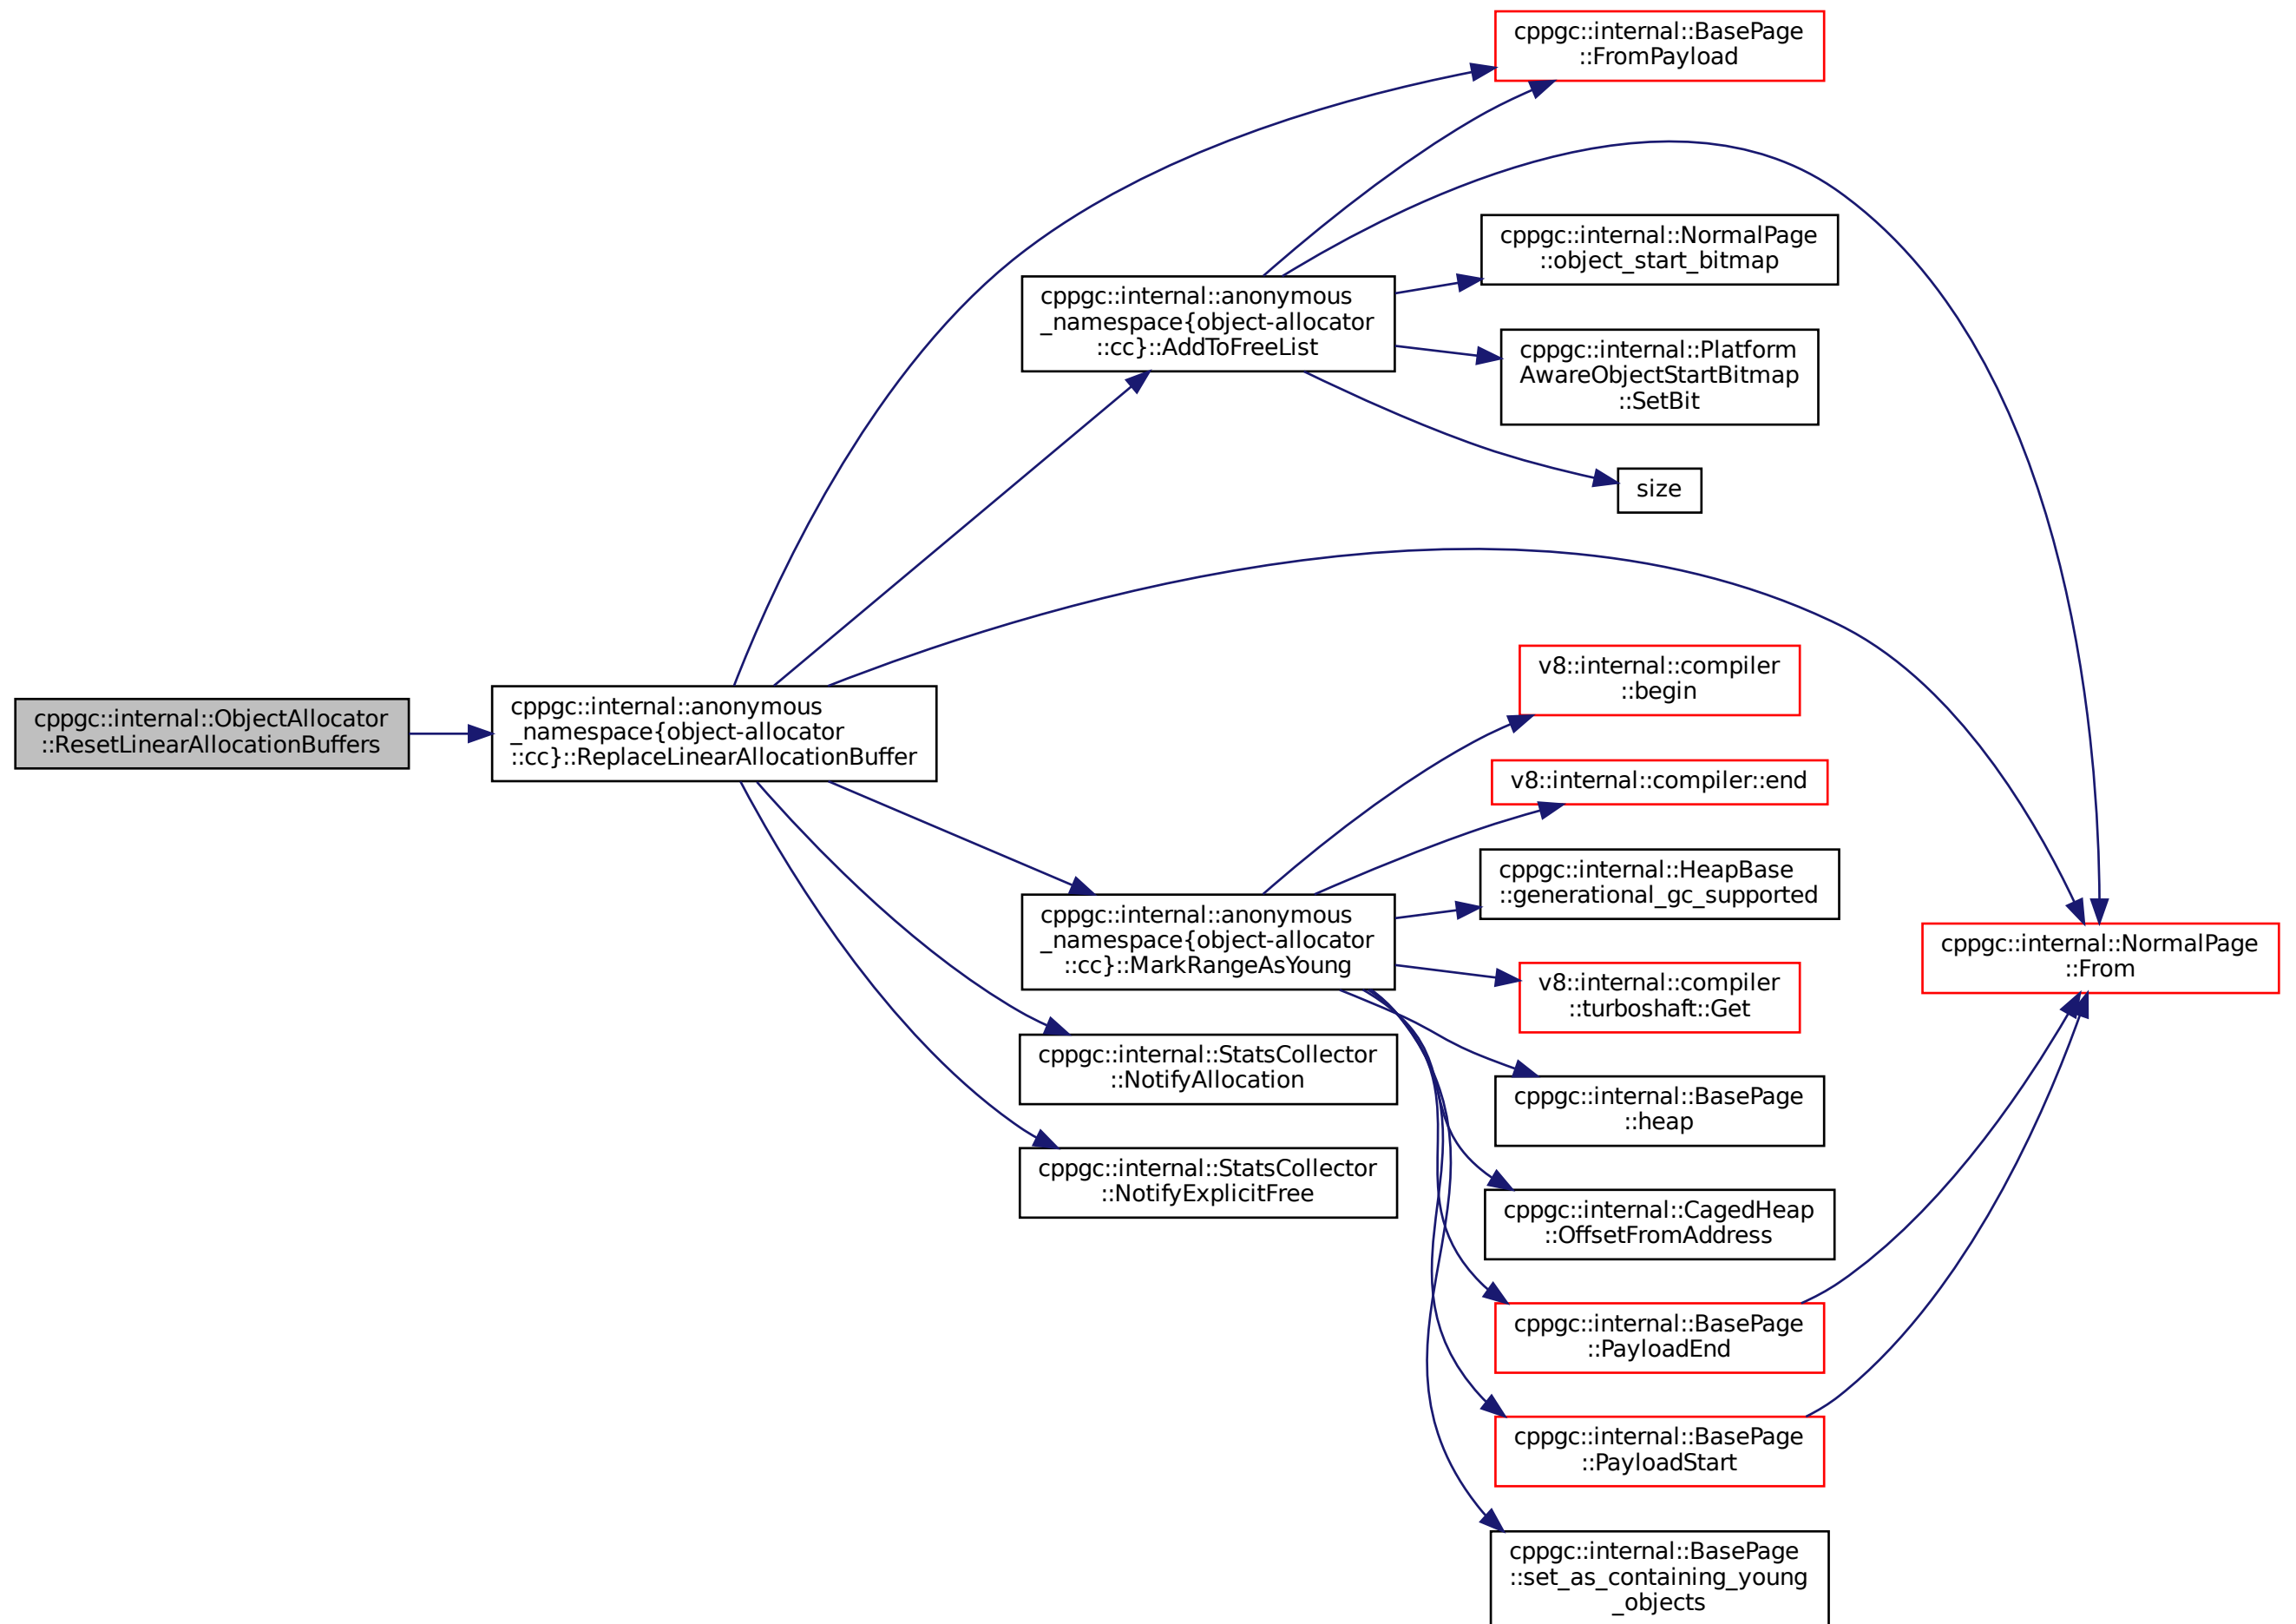 cppgc::internal::BasePage
::FromPayload
cppgc::internal::NormalPage
::object_start_bitmap
cppgc::internal::anonymous
_namespace{object-allocator
::cc}::AddToFreeList
cppgc::internal::Platform
AwareObjectStartBitmap
::SetBit
size
v8::internal::compiler
::begin
cppgc::internal::ObjectAllocator
::ResetLinearAllocationBuffers
cppgc::internal::anonymous
_namespace{object-allocator
::cc}::ReplaceLinearAllocationBuffer
v8::internal::compiler::end
cppgc::internal::HeapBase
::generational_gc_supported
cppgc::internal::anonymous
_namespace{object-allocator
::cc}::MarkRangeAsYoung
cppgc::internal::NormalPage
::From
v8::internal::compiler
::turboshaft::Get
cppgc::internal::StatsCollector
::NotifyAllocation
cppgc::internal::BasePage
::heap
cppgc::internal::StatsCollector
::NotifyExplicitFree
cppgc::internal::CagedHeap
::OffsetFromAddress
cppgc::internal::BasePage
::PayloadEnd
cppgc::internal::BasePage
::PayloadStart
cppgc::internal::BasePage
::set_as_containing_young
_objects